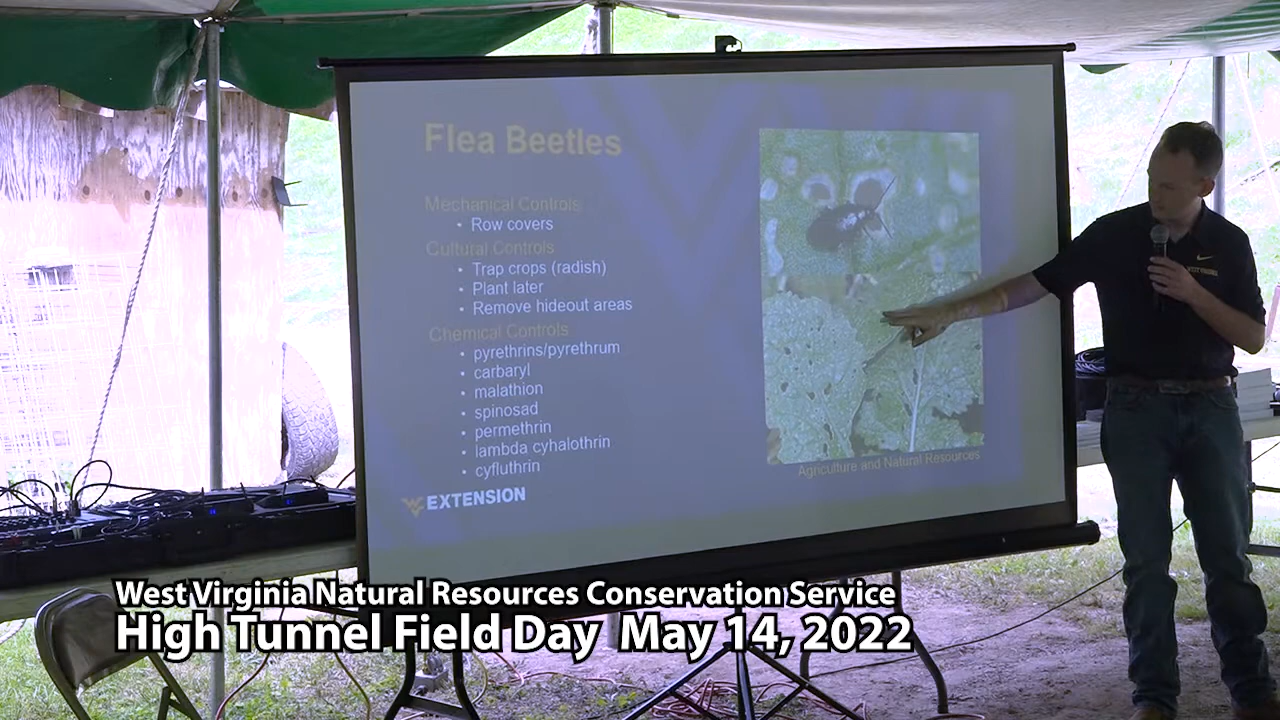 Flea Beetles
Mechanical Controls
• Row covers
Cultural Controls
• Trap crops (radish)
• Plant later
• Remove hideout areas
Chemical Controls
• pyrethrins/pyrethrum
• carbaryl
• malathion
• spinosad
• permethrin
• lambda cyhalothrin
• cyfluthrin
EXTENSION
Agriculture and Natural Resources
WEST VIRGINIA
West Virginia Natural Resources Conservation Service
High Tunnel Field Day May 14, 2022